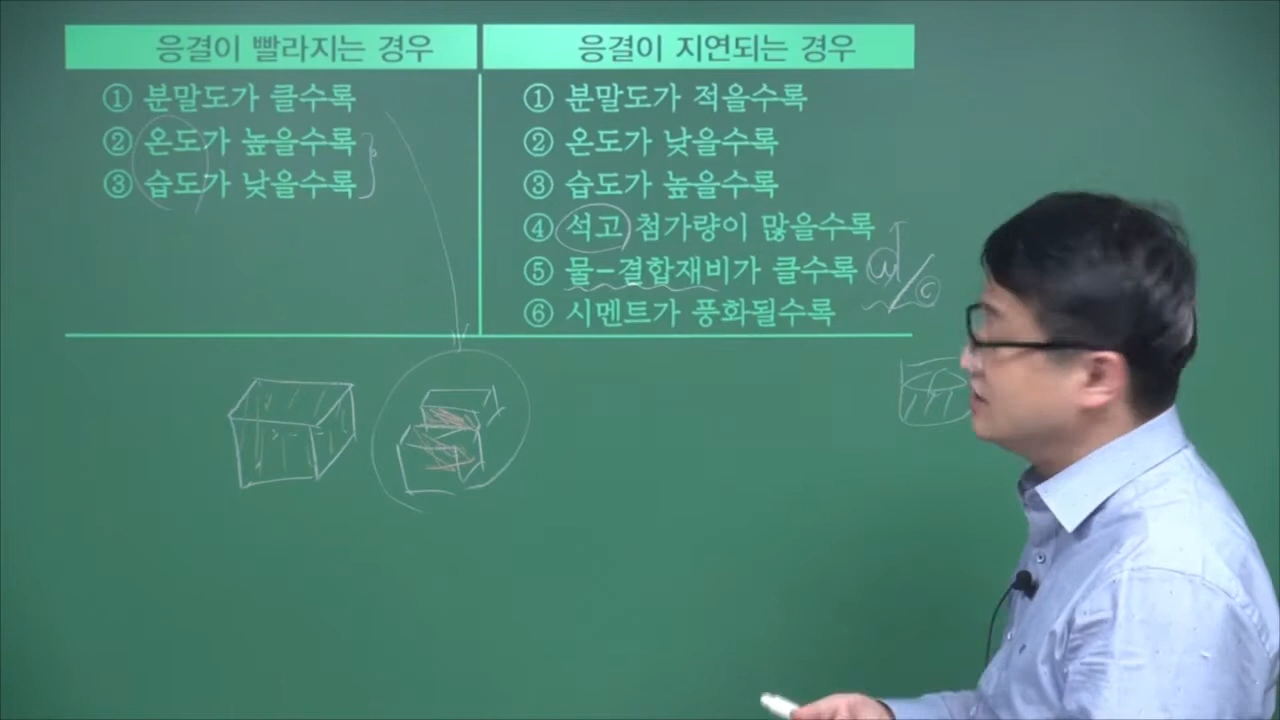 응결이 빨라지는 경우
응결이 지연되는 경우
① 분말도가 클수록
② 온도가 높을수록
③ 습도가 낮을수록
① 분말도가 적을수록
② 온도가 낮을수록
③ 습도가 높을수록
④ 석고 첨가량이 많을수록
⑤ 물-결합재비가 클수록
⑥ 시멘트가 풍화될수록
W/C